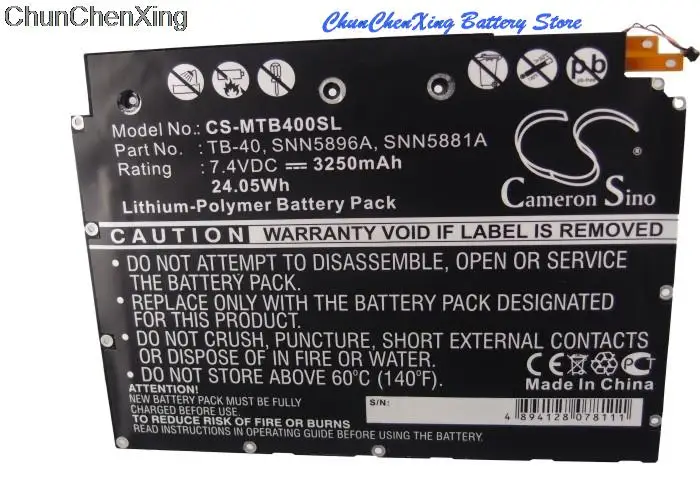 ChunChenXing
ChunChenXing Battery Store
pb
Model No.: CS-MTB400SL
Part No. : TB-40, SNN5896A, SNN5881A
Rating : 7.4VDC ⎓ 3250mAh
24.05Wh
Lithium-Polymer Battery Pack
CS
Cameron Sino
CAUTION WARRANTY VOID IF LABEL IS REMOVED
• DO NOT ATTEMPT TO DISASSEMBLE, OPEN OR SERVICE
THE BATTERY PACK.
• REPLACE ONLY WITH THE BATTERY PACK DESIGNATED
FOR THIS PRODUCT.
• DO NOT CRUSH, PUNCTURE, SHORT EXTERNAL CONTACTS
OR DISPOSE OF IN FIRE OR WATER.
• DO NOT STORE ABOVE 60°C (140°F).
CE
PCT
Made In China
ATTENTION!
NEW BATTERY PACK MUST BE FULLY
CHARGED BEFORE OPERATING.
TO REDUCE RISK OF FIRE OR BURNS
OPERATING GUIDE BEFORE USING BATTERY.
S/N:
4 894128 078111